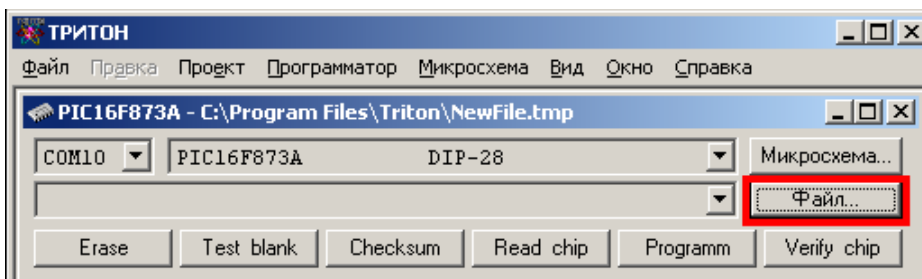 ТРИТОН
Файл Правка Проект Программатор Микросхема Вид Окно Справка
PIC16F873A - C:\Program Files\Triton\NewFile.tmp
COM10 PIC16F873A DIP-28 Микросхема...
Файл...
Erase Test blank Checksum Read chip Programm Verify chip